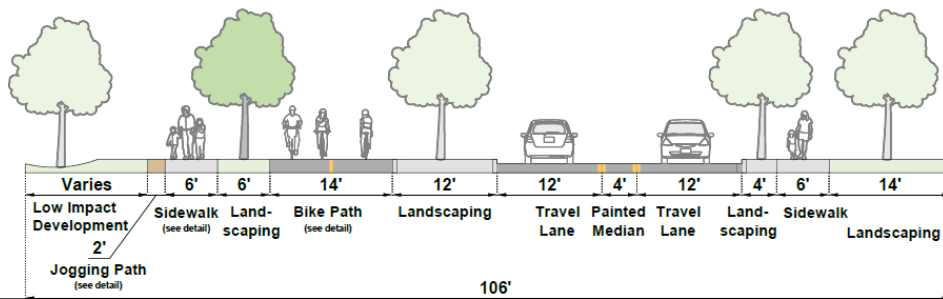 Varies 6' 6' 14' 12' 12' 4' 12' 4' 6' 14'
Low Impact
Development
2'
Jogging Path
(see detail)
Sidewalk
(see detail)
Land-
scaping
Bike Path
(see detail)
Landscaping
Travel
Lane
Painted
Median
Travel
Lane
Land-
scaping
Sidewalk
Landscaping
106'